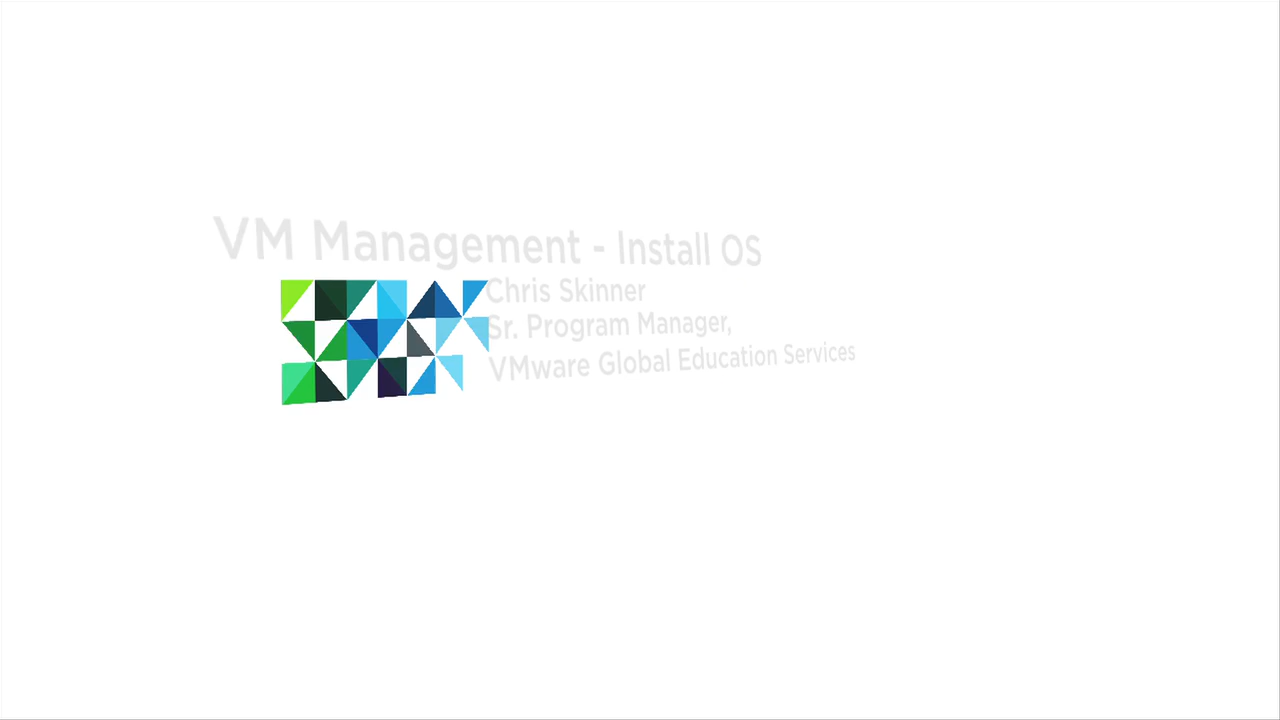 VM Management - Install OS
Chris Skinner
Sr. Program Manager,
VMware Global Education Services